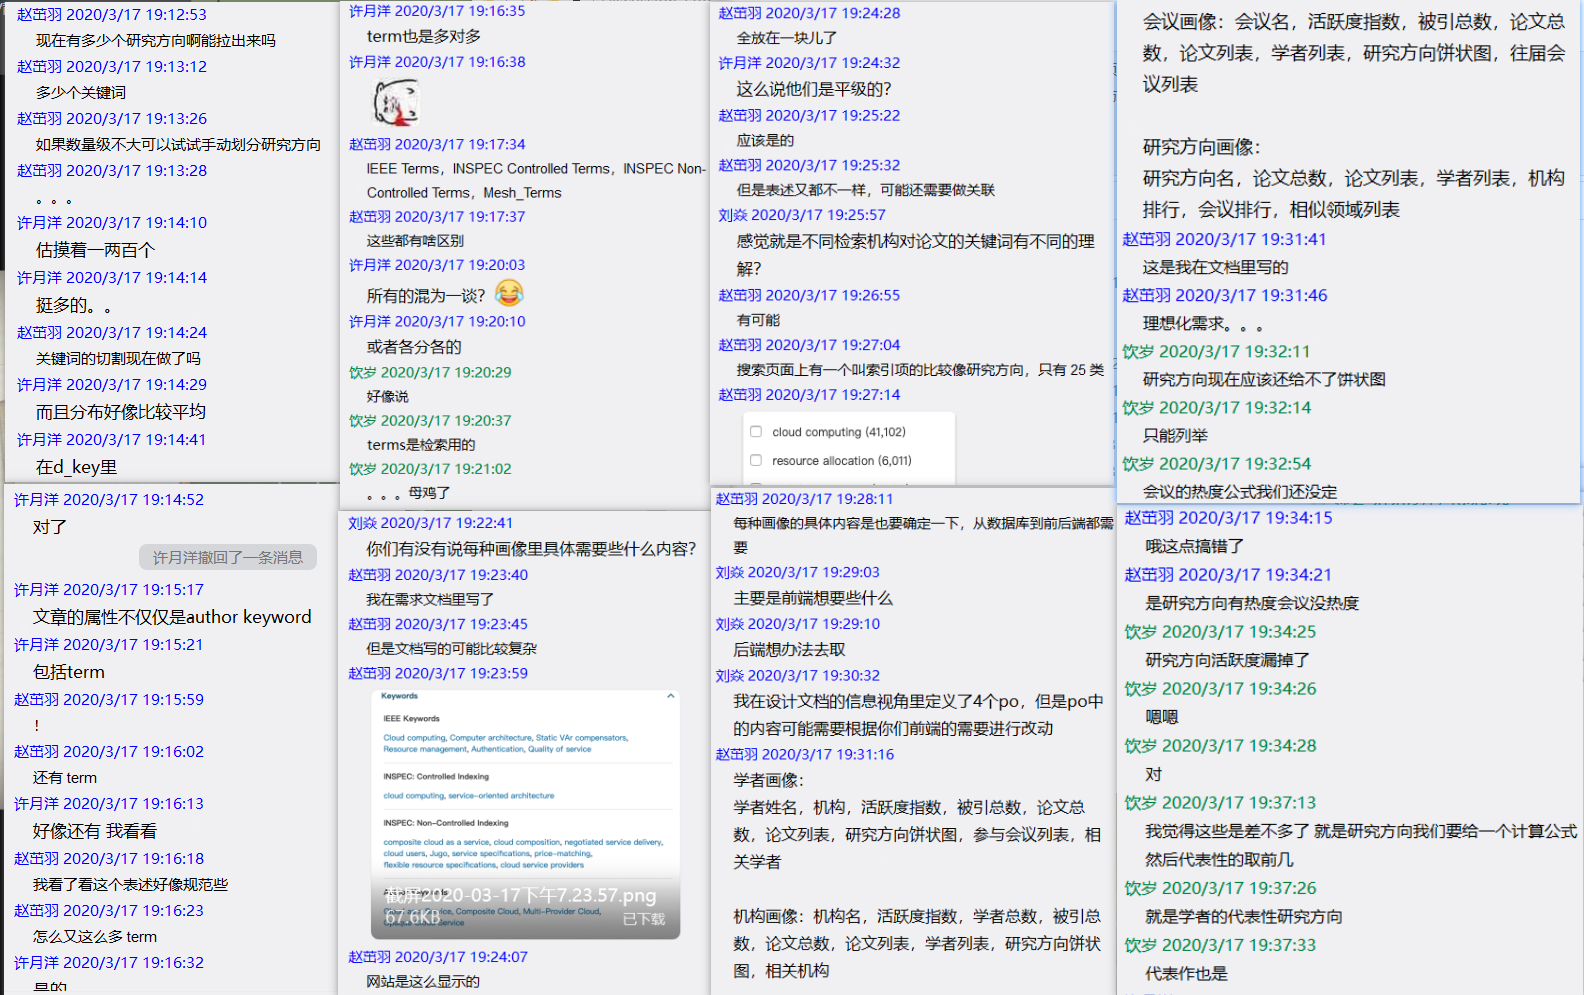 赵茁羽 2020/3/17 19:12:53
现在有多少个研究方向啊能拉出来吗
赵茁羽 2020/3/17 19:13:12
多少个关键词
赵茁羽 2020/3/17 19:13:26
如果数量级不大可以试试手动划分研究方向
赵茁羽 2020/3/17 19:13:28
。。。
许月洋 2020/3/17 19:14:10
估摸着一两百个
许月洋 2020/3/17 19:14:14
挺多的。。
赵茁羽 2020/3/17 19:14:24
关键词的切割现在做了吗
许月洋 2020/3/17 19:14:29
而且分布好像比较平均
许月洋 2020/3/17 19:14:41
在d_key里
许月洋 2020/3/17 19:14:52
对了
许月洋撤回了一条消息
许月洋 2020/3/17 19:15:17
文章的属性不仅仅是author keyword
许月洋 2020/3/17 19:15:21
包括term
赵茁羽 2020/3/17 19:15:59
！
赵茁羽 2020/3/17 19:16:02
还有 term
许月洋 2020/3/17 19:16:13
好像还有 我看看
赵茁羽 2020/3/17 19:16:18
我看了看这个表述好像规范些
赵茁羽 2020/3/17 19:16:23
怎么又这么多 term
许月洋 2020/3/17 19:16:32
是的
许月洋 2020/3/17 19:16:35
term也是多对多
许月洋 2020/3/17 19:16:38
赵茁羽 2020/3/17 19:17:34
IEEE Terms，INSPEC Controlled Terms，INSPEC Non-
Controlled Terms，Mesh_Terms
赵茁羽 2020/3/17 19:17:37
这些都有啥区别
许月洋 2020/3/17 19:20:03
所有的混为一谈？
许月洋 2020/3/17 19:20:10
或者各分各的
饮岁 2020/3/17 19:20:29
好像说
饮岁 2020/3/17 19:20:37
terms是检索用的
饮岁 2020/3/17 19:21:02
。。。母鸡了
刘焱 2020/3/17 19:22:41
你们有没有说每种画像里具体需要些什么内容？
赵茁羽 2020/3/17 19:23:40
我在需求文档里写了
赵茁羽 2020/3/17 19:23:45
但是文档写的可能比较复杂
赵茁羽 2020/3/17 19:23:59
Keywords
IEEE Keywords
Cloud computing, Computer architecture, Static VAr compensators,
Resource management, Authentication, Quality of service
INSPEC: Controlled Indexing
cloud computing, service-oriented architecture
INSPEC: Non-Controlled Indexing
composite cloud as a service, cloud composition, negotiated service delivery,
cloud users, Jugo, service specifications, price-matching,
flexible resource specifications, cloud service providers
截屏2020-03-17下午7.23.57.png
Service, Composite Cloud, Multi-Provider Cloud,
67.6KB
已下载
赵茁羽 2020/3/17 19:24:07
网站是这么显示的
赵茁羽 2020/3/17 19:24:28
全放在一块儿了
许月洋 2020/3/17 19:24:32
这么说他们是平级的？
赵茁羽 2020/3/17 19:25:22
应该是的
赵茁羽 2020/3/17 19:25:32
但是表述又都不一样，可能还需要做关联
刘焱 2020/3/17 19:25:57
感觉就是不同检索机构对论文的关键词有不同的理
解？
赵茁羽 2020/3/17 19:26:55
有可能
赵茁羽 2020/3/17 19:27:04
搜索页面上有一个叫索引项的比较像研究方向，只有 25 类
赵茁羽 2020/3/17 19:27:14
cloud computing (41,102)
resource allocation (6,011)
赵茁羽 2020/3/17 19:28:11
每种画像的具体内容是也要确定一下，从数据库到前后端都需
要
刘焱 2020/3/17 19:29:03
主要是前端想要些什么
刘焱 2020/3/17 19:29:10
后端想办法去取
刘焱 2020/3/17 19:30:32
我在设计文档的信息视角里定义了4个po，但是po中
的内容可能需要根据你们前端的需要进行改动
赵茁羽 2020/3/17 19:31:16
学者画像：
学者姓名，机构，活跃度指数，被引总数，论文总
数，论文列表，研究方向饼状图，参与会议列表，相
关学者
机构画像：机构名，活跃度指数，学者总数，被引总
数，论文总数，论文列表，学者列表，研究方向饼状
图，相关机构
会议画像：会议名，活跃度指数，被引总数，论文总
数，论文列表，学者列表，研究方向饼状图，往届会
议列表
研究方向画像：
研究方向名，论文总数，论文列表，学者列表，机构
排行，会议排行，相似领域列表
赵茁羽 2020/3/17 19:31:41
这是我在文档里写的
赵茁羽 2020/3/17 19:31:46
理想化需求。。。
饮岁 2020/3/17 19:32:11
研究方向现在应该还给不了饼状图
饮岁 2020/3/17 19:32:14
只能列举
饮岁 2020/3/17 19:32:54
会议的热度公式我们还没定
赵茁羽 2020/3/17 19:34:15
哦这点搞错了
赵茁羽 2020/3/17 19:34:21
是研究方向有热度会议没热度
饮岁 2020/3/17 19:34:25
研究方向活跃度漏掉了
饮岁 2020/3/17 19:34:26
嗯嗯
饮岁 2020/3/17 19:34:28
对
饮岁 2020/3/17 19:37:13
我觉得这些是差不多了 就是研究方向我们要给一个计算公式
然后代表性的取前几
饮岁 2020/3/17 19:37:26
就是学者的代表性研究方向
饮岁 2020/3/17 19:37:33
代表作也是